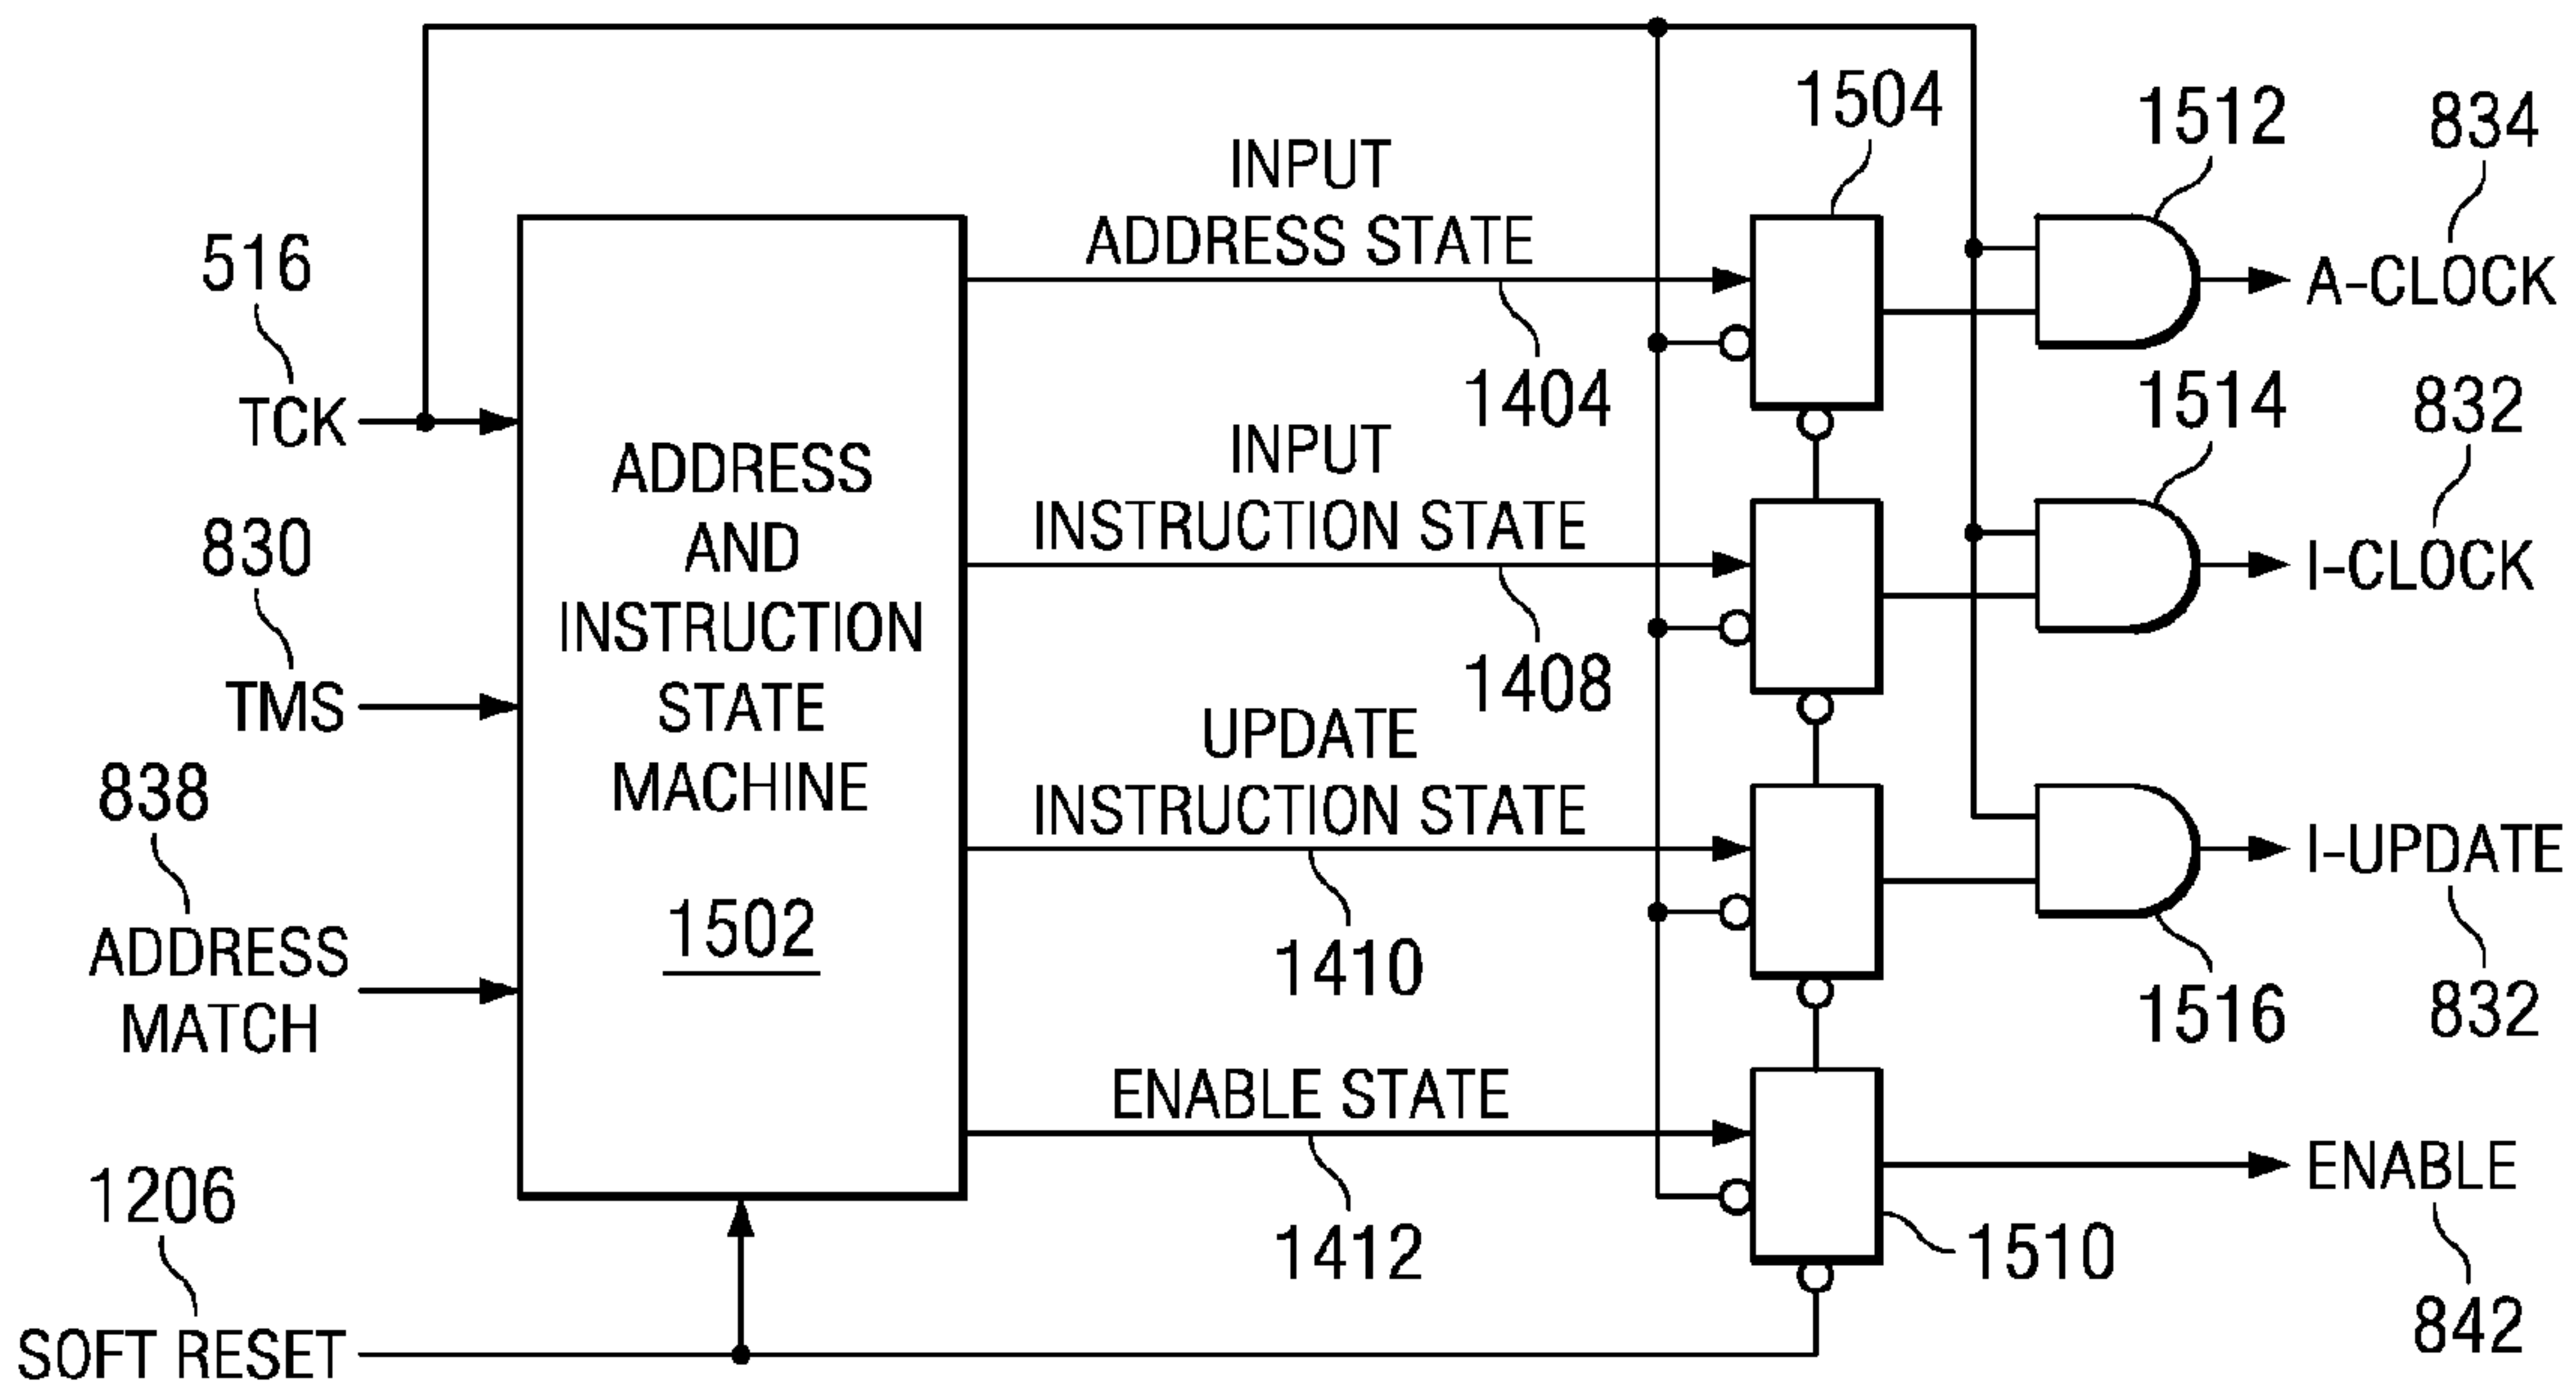 516
TCK
830
TMS
838
ADDRESS
MATCH
1206
SOFT RESET
ADDRESS
AND
INSTRUCTION
STATE
MACHINE
1502
INPUT
ADDRESS STATE
1404
INPUT
INSTRUCTION STATE
1408
UPDATE
INSTRUCTION STATE
1410
ENABLE STATE
1412
1504
1510
1512
834
A-CLOCK
1514
832
I-CLOCK
I-UPDATE
1516
832
ENABLE
842